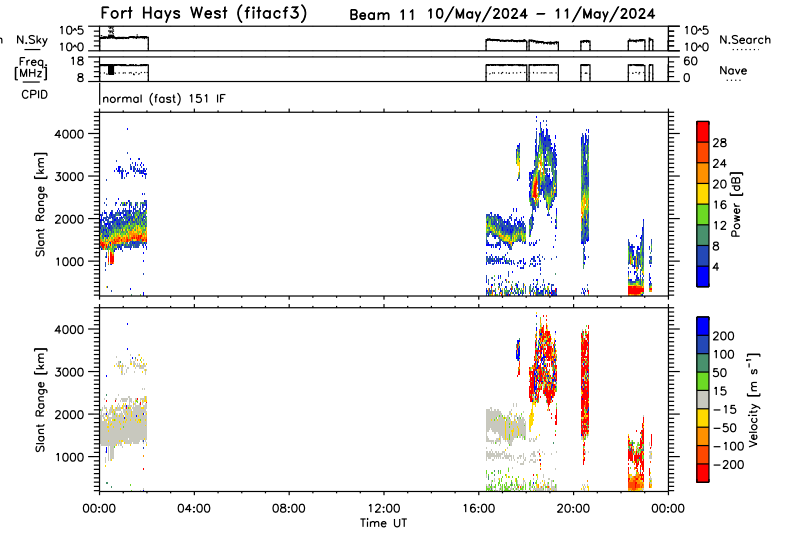 Fort Hays West (fitacf3) Beam 11 10/May/2024 - 11/May/2024
n N.Sky 10^5 10^0 10^5 10^0 N.Search
Freq. [MHz] 18 8 60 0 Nave
CPID normal (fast) 151 IF
4000
3000
2000
1000
Slant Range [km]
28
24
20
16
12
8
4
Power [dB]
4000
3000
2000
1000
Slant Range [km]
200
100
50
15
-15
-50
-100
-200
Velocity [m s⁻¹]
00:00 04:00 08:00 12:00 16:00 20:00 00:00
Time UT